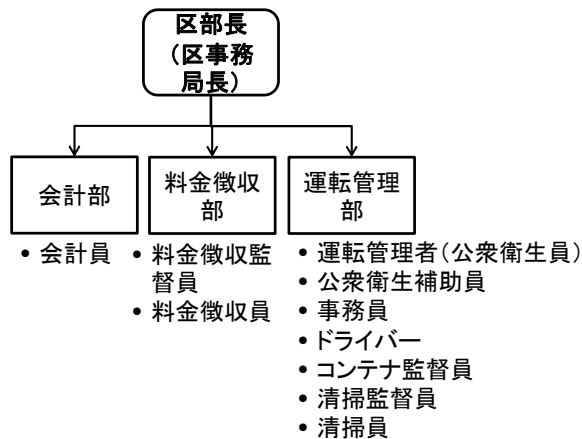 区部長
（区事務
局長）
会計部
料金徴収
部
運転管理
部
• 会計員
• 料金徴収監
督員
• 料金徴収員
• 運転管理者（公衆衛生員）
• 公衆衛生補助員
• 事務員
• ドライバー
• コンテナ監督員
• 清掃監督員
• 清掃員